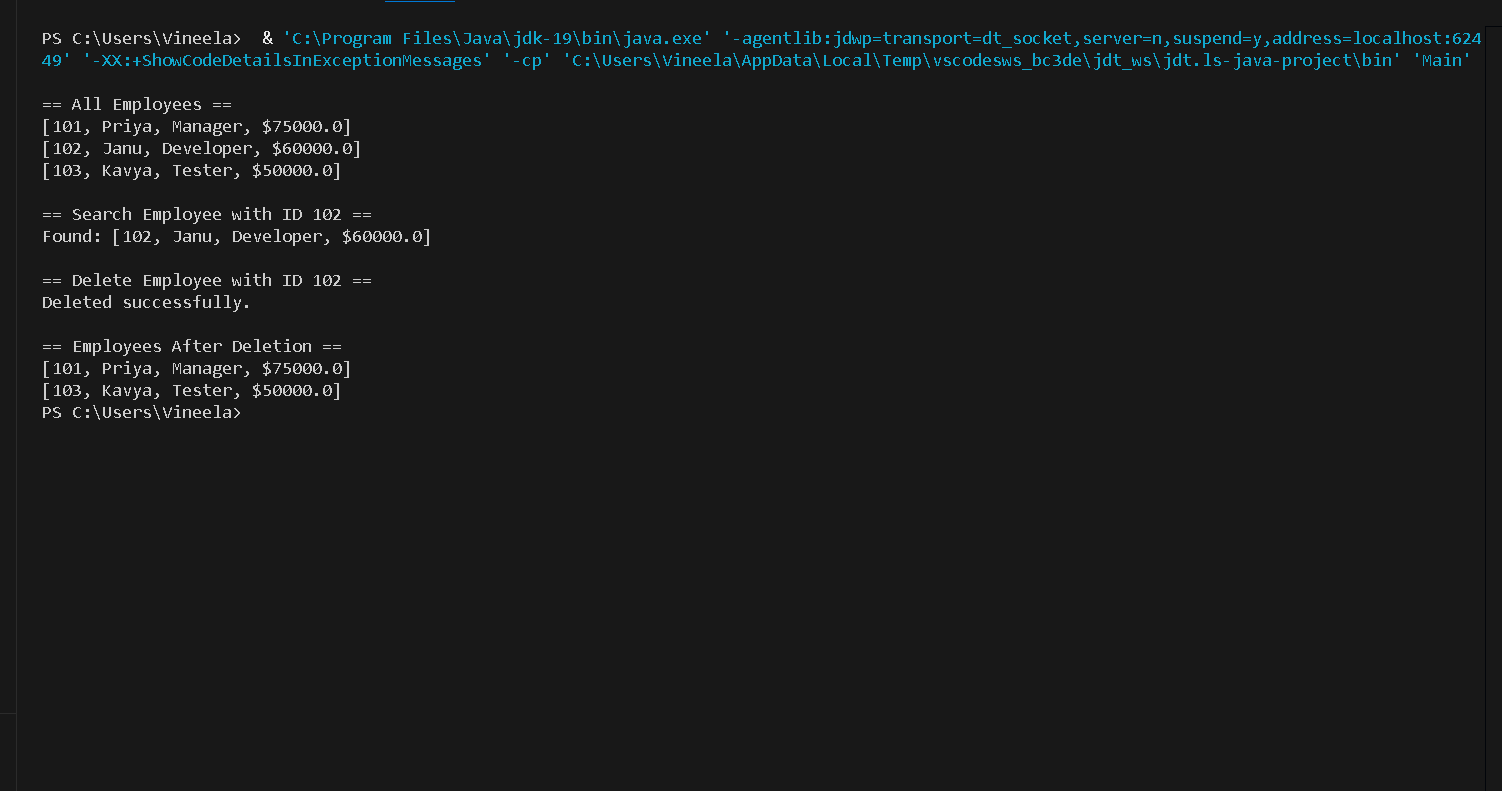 PS C:\Users\Vineela>  & 'C:\Program Files\Java\jdk-19\bin\java.exe' '-agentlib:jdwp=transport=dt_socket,server=n,suspend=y,address=localhost:624
49' '-XX:+ShowCodeDetailsInExceptionMessages' '-cp' 'C:\Users\Vineela\AppData\Local\Temp\vscodesws_bc3de\jdt_ws\jdt.ls-java-project\bin' 'Main'
== All Employees ==
[101, Priya, Manager, $75000.0]
[102, Janu, Developer, $60000.0]
[103, Kavya, Tester, $50000.0]
== Search Employee with ID 102 ==
Found: [102, Janu, Developer, $60000.0]
== Delete Employee with ID 102 ==
Deleted successfully.
== Employees After Deletion ==
[101, Priya, Manager, $75000.0]
[103, Kavya, Tester, $50000.0]
PS C:\Users\Vineela>